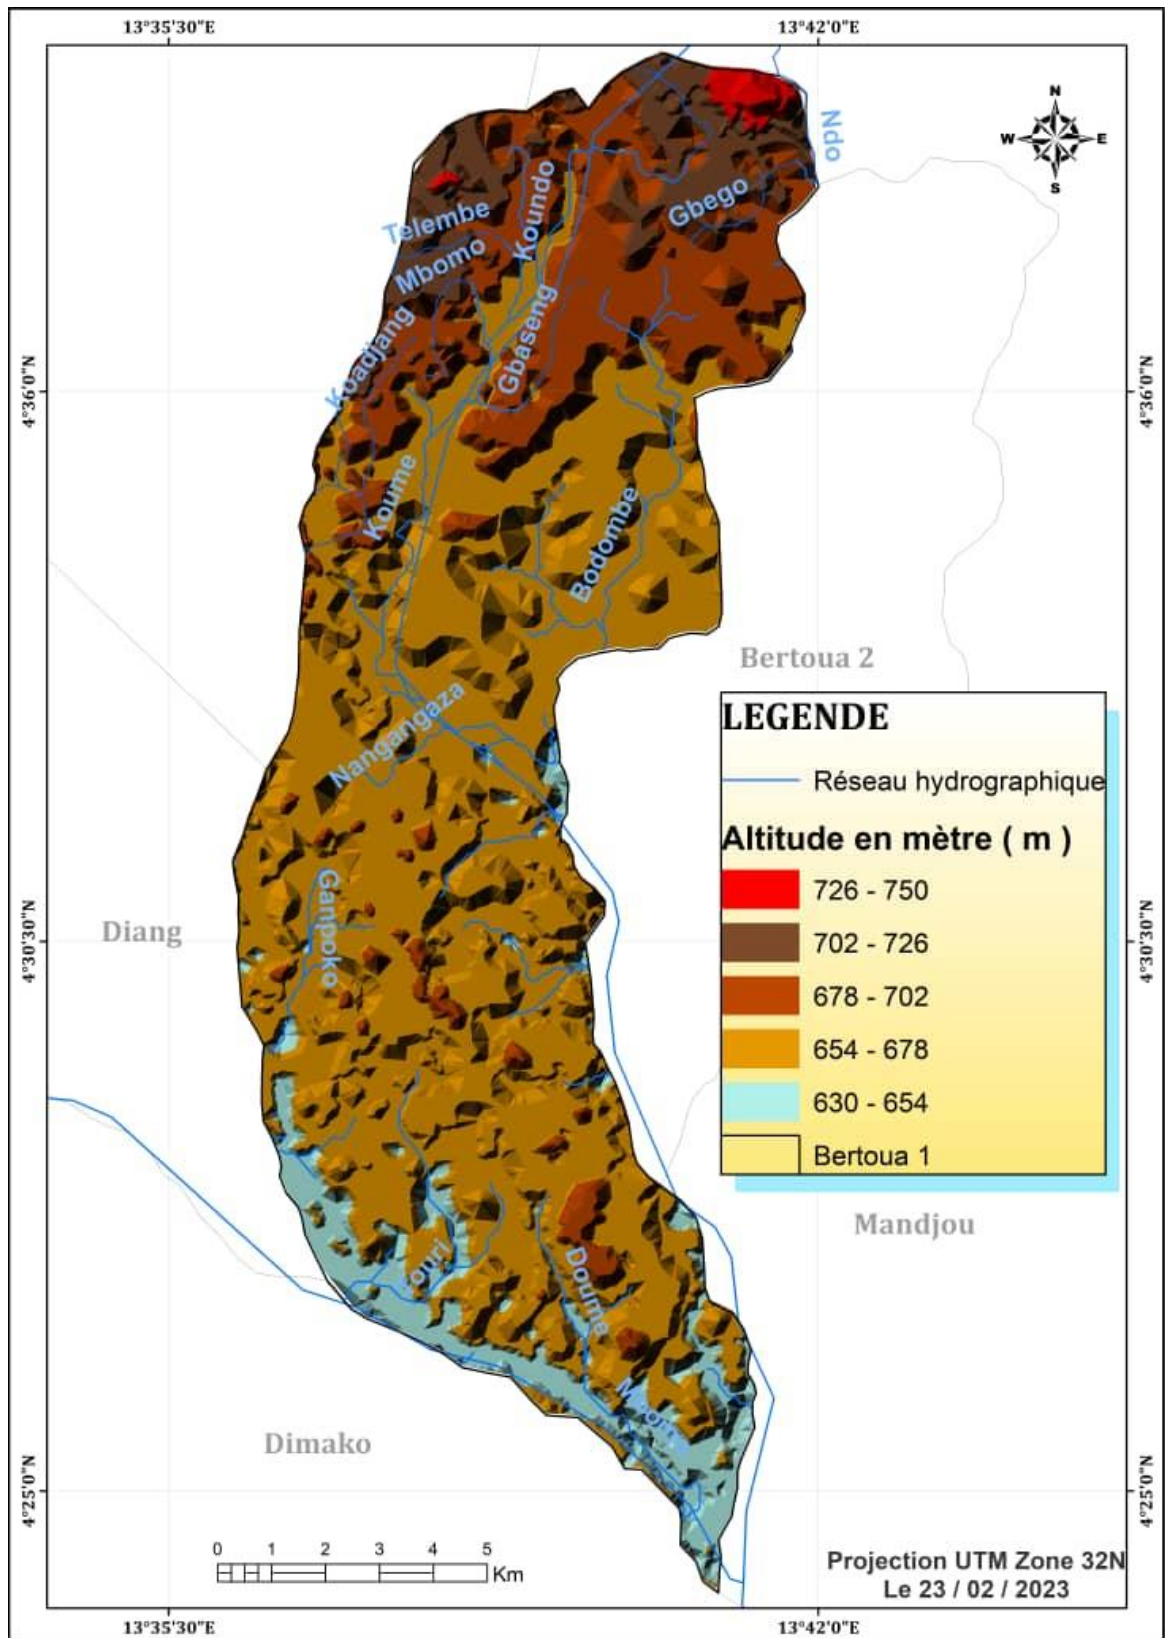 13°35'30"E
13°42'0"E
N
W
E
S
Ndo
Koundo
Gbego
Telembe
Mbomo
Gbaseng
Koadjang
4°36'0"N
4°36'0"N
Koume
Bodombe
Bertoua 2
Nangangaza
LEGENDE
Réseau hydrographique
Altitude en mètre ( m )
726 - 750
702 - 726
678 - 702
654 - 678
630 - 654
Bertoua 1
Ganpoko
Diang
4°30'30"N
4°30'30"N
Mandjou
Doume
Dimako
4°25'0"N
4°25'0"N
0 1 2 3 4 5
Km
Projection UTM Zone 32N
Le 23 / 02 / 2023
13°35'30"E
13°42'0"E